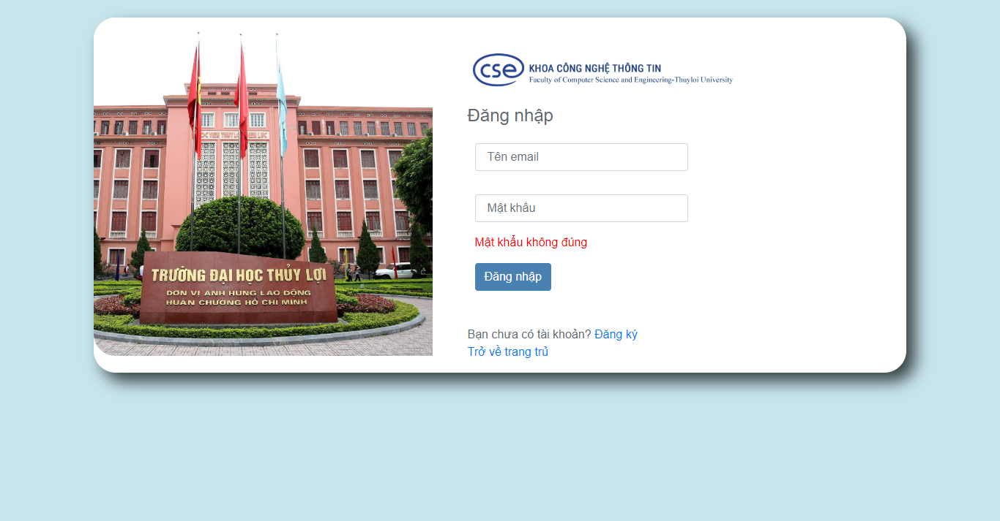 cse KHOA CÔNG NGHỆ THÔNG TIN
Faculty of Computer Science and Engineering-Thuyloi University
Đăng nhập
Tên email
Mật khẩu
Mật khẩu không đúng
Đăng nhập
Bạn chưa có tài khoản? Đăng ký
Trở về trang trủ
TRƯỜNG ĐẠI HỌC THỦY LỢI
ĐƠN VỊ ANH HÙNG LAO ĐỘNG
HUÂN CHƯƠNG HỒ CHÍ MINH